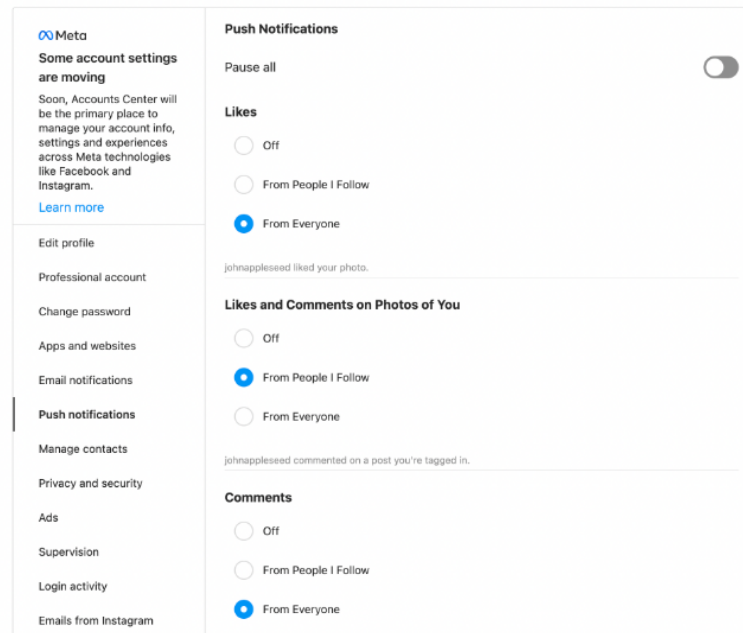 Meta
Some account settings
are moving
Soon, Accounts Center will
be the primary place to
manage your account info,
settings and experiences
across Meta technologies
like Facebook and
Instagram.
Learn more
Edit profile
Professional account
Change password
Apps and websites
Email notifications
Push notifications
Manage contacts
Privacy and security
Ads
Supervision
Login activity
Emails from Instagram
Push Notifications
Pause all
Likes
Off
From People I Follow
From Everyone
johnappleseed liked your photo.
Likes and Comments on Photos of You
Off
From People I Follow
From Everyone
johnappleseed commented on a post you're tagged in.
Comments
Off
From People I Follow
From Everyone